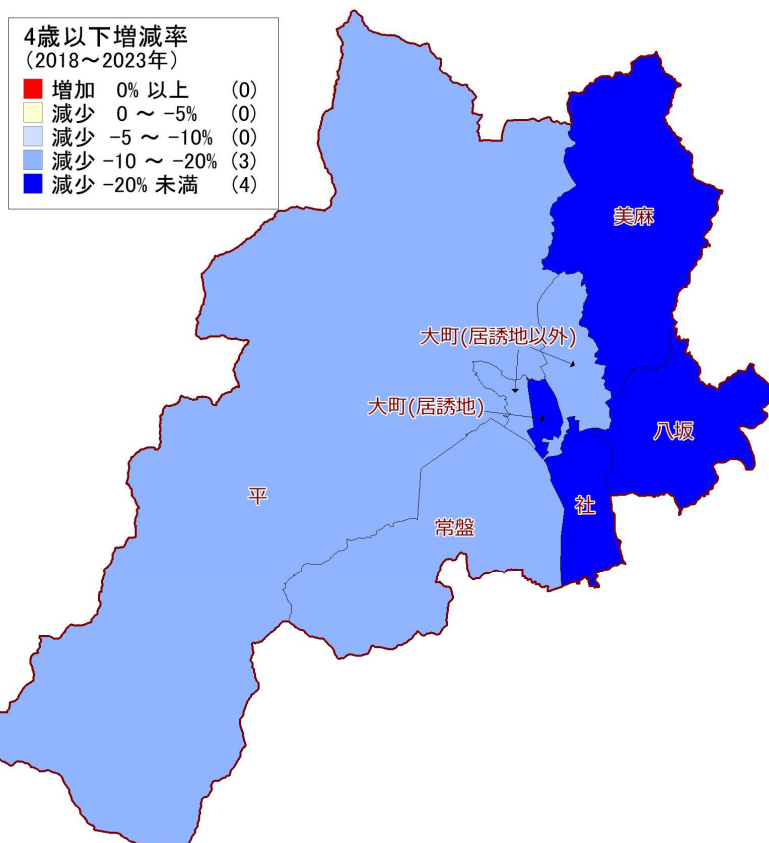 4歳以下増減率
(2018～2023年)
増加 0% 以上 (0)
減少 0 ～ -5% (0)
減少 -5 ～ -10% (0)
減少 -10 ～ -20% (3)
減少 -20% 未満 (4)
美麻
大町(居誘地以外)
大町(居誘地)
八坂
平
社
常盤